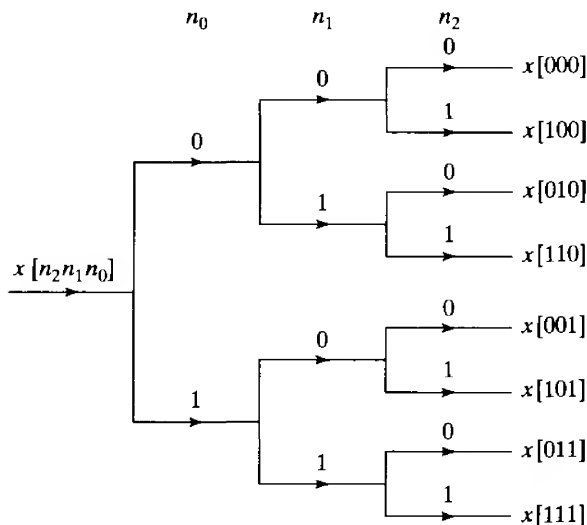 n₀ n₁ n₂
0 x[000]
0
1 x[100]
0
0 x[010]
1
1 x[110]
x[n₂n₁n₀]
0 x[001]
0
1 x[101]
1
0 x[011]
1
1 x[111]